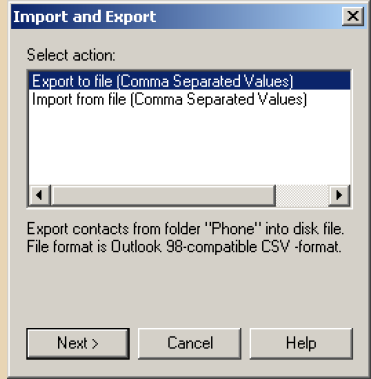 Import and Export
Select action:
Export to file (Comma Separated Values)
Import from file (Comma Separated Values)
Export contacts from folder "Phone" into disk file.
File format is Outlook 98-compatible CSV -format.
Next >
Cancel
Help